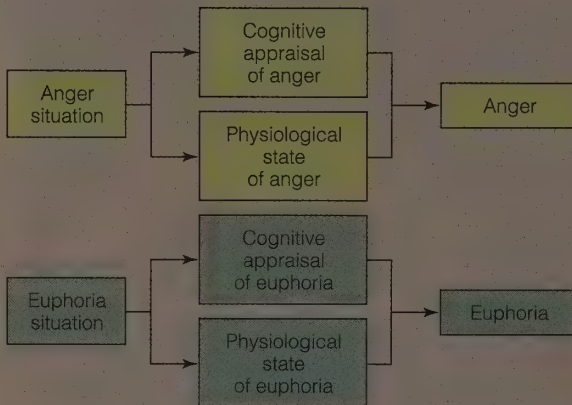 Anger
situation
Cognitive
appraisal
of anger
Physiological
state
of anger
Anger
Euphoria
situation
Cognitive
appraisal
of euphoria
Physiological
state
of euphoria
Euphoria